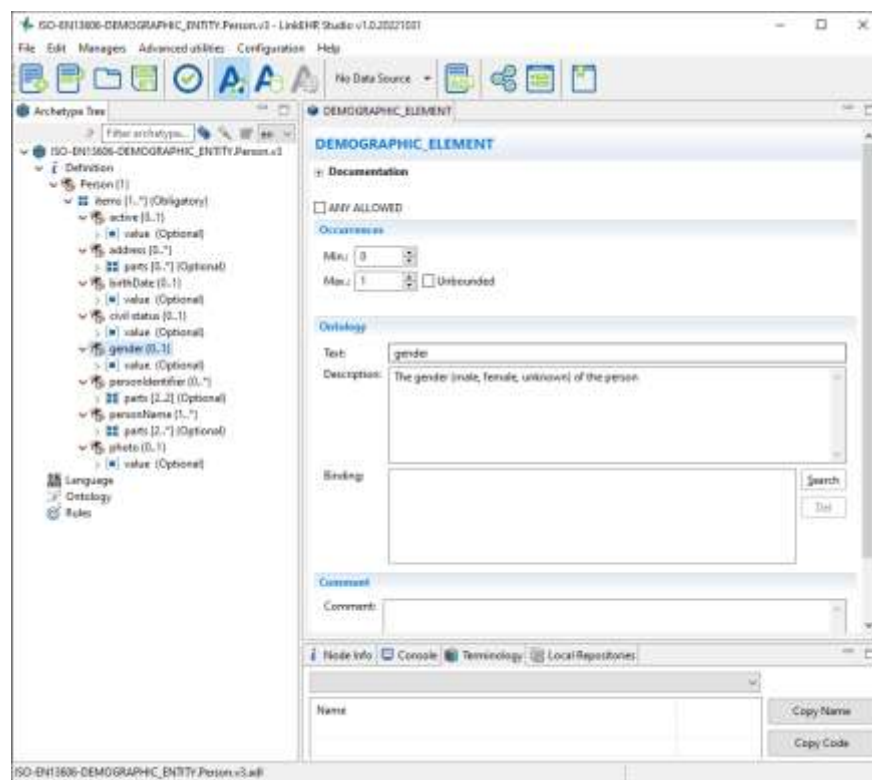 ISO-EN13606-DEMOGRAPHIC_ENTITY.Person.v3 - LinkEHR Studio v1.0.20221031
File Edit Managers Advanced utilities Configuration Help
No Data Source
Archetype Tree
Filter archetype...
en
ISO-EN13606-DEMOGRAPHIC_ENTITY.Person.v3
Definition
Person [1]
items [1..*] (Obligatory)
active [0..1]
value (Optional)
address [0..*]
parts [0..*] (Optional)
birthDate [0..1]
value (Optional)
civil status [0..1]
value (Optional)
gender [0..1]
value (Optional)
personIdentifier [0..*]
parts [2..2] (Optional)
personName [1..*]
parts [2..*] (Optional)
photo [0..1]
value (Optional)
Language
Ontology
Rules
DEMOGRAPHIC_ELEMENT
DEMOGRAPHIC_ELEMENT
Documentation
ANY ALLOWED
Occurrences
Min.: 0
Max.: 1 Unbounded
Ontology
Text: gender
Description: The gender (male, female, unknown) of the person
Binding:
Search
Del
Comment
Comment:
Node Info Console Terminology Local Repositories
Name
Copy Name
Copy Code
ISO-EN13606-DEMOGRAPHIC_ENTITY.Person.v3.adl